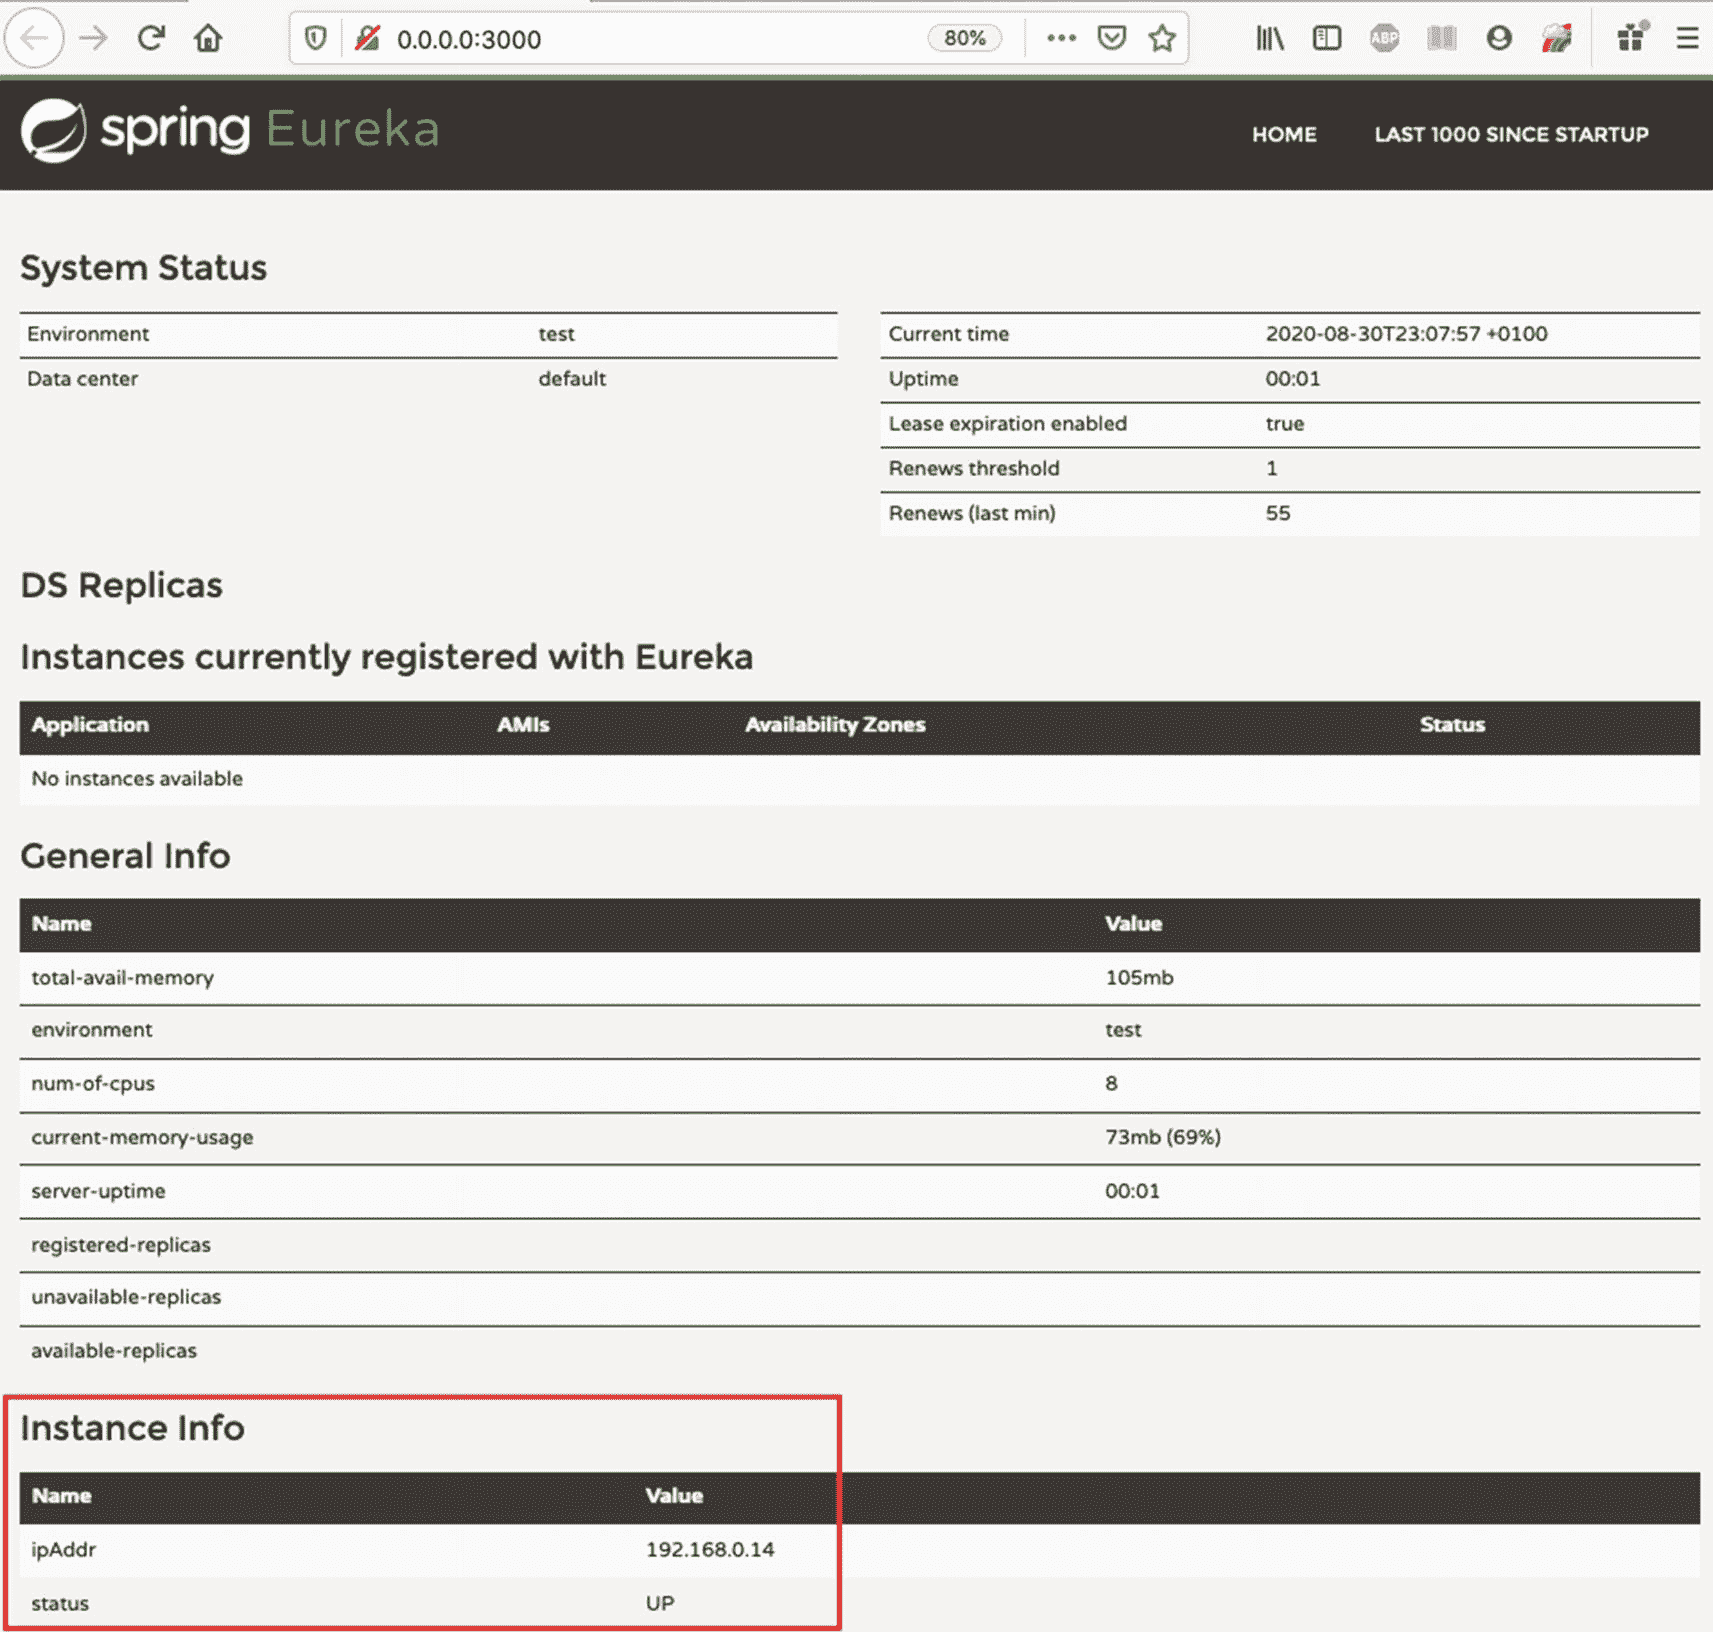 0.0.0.0:3000 80% ABP
spring Eureka HOME LAST 1000 SINCE STARTUP
System Status
Environment test
Data center default
Current time 2020-08-30T23:07:57 +0100
Uptime 00:01
Lease expiration enabled true
Renews threshold 1
Renews (last min) 55
DS Replicas
Instances currently registered with Eureka
Application AMIs Availability Zones Status
No instances available
General Info
Name Value
total-avail-memory 105mb
environment test
num-of-cpus 8
current-memory-usage 73mb (69%)
server-uptime 00:01
registered-replicas
unavailable-replicas
available-replicas
Instance Info
Name Value
ipAddr 192.168.0.14
status UP